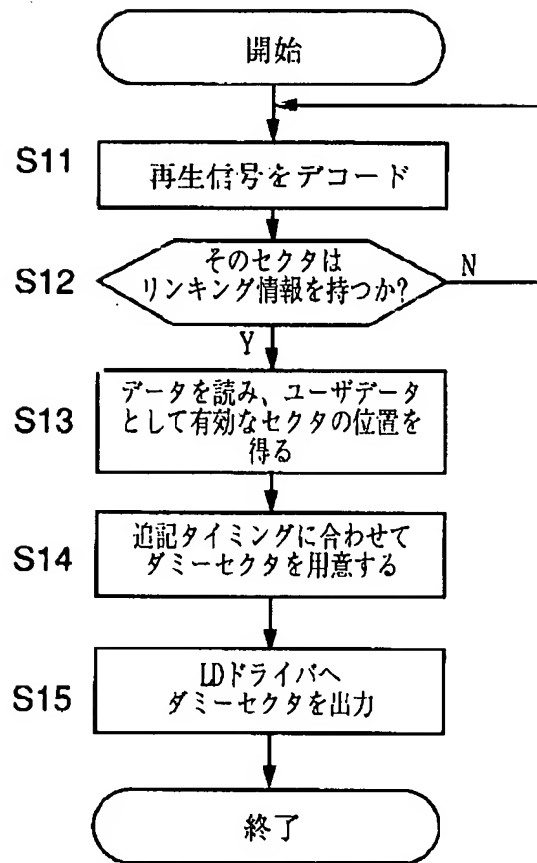 開始
S11
再生信号をデコード
S12
そのセクタは
リンキング情報を持つか?
N
Y
S13
データを読み、ユーザデータ
として有効なセクタの位置を
得る
S14
追記タイミングに合わせて
ダミーセクタを用意する
S15
LDドライバへ
ダミーセクタを出力
終了